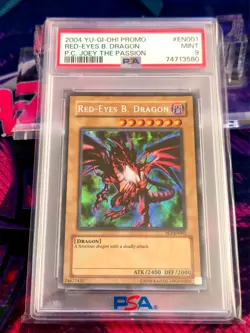 2004 YU-GI-OH! PROMO #EN001
RED-EYES B. DRAGON MINT
P.C. JOEY THE PASSION 9
PSA 74713580
RED-EYES B. DRAGON
[DRAGON]
A ferocious dragon with a deadly attack.
ATK/2400 DEF/2000
PSA